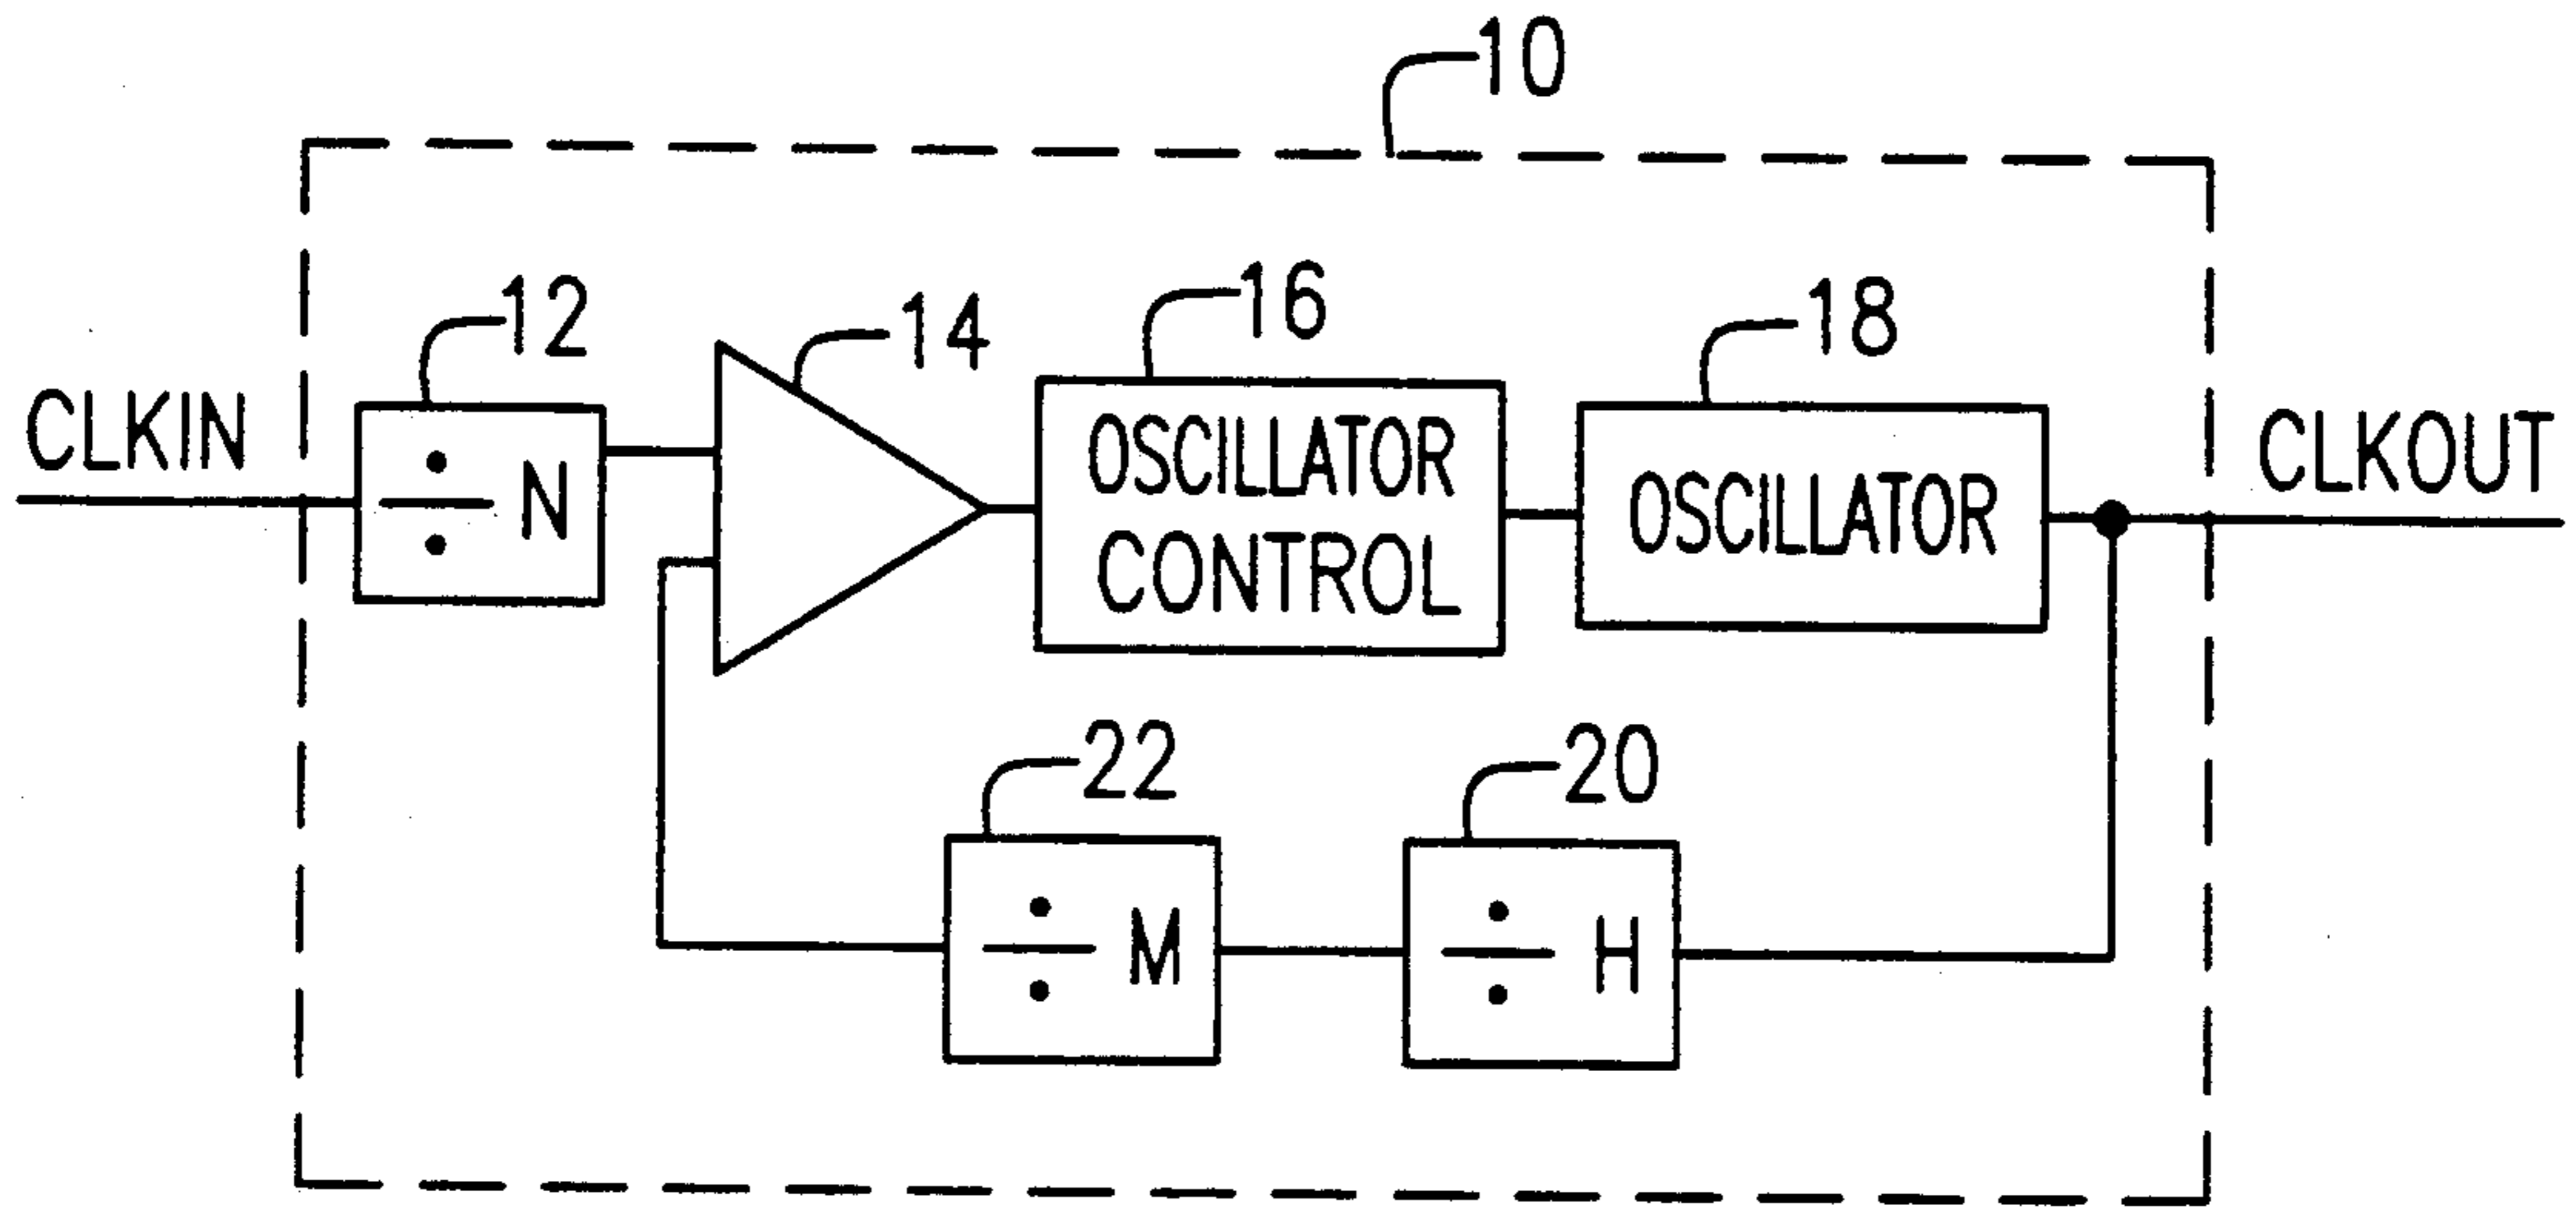 10
12
14
16
18
CLKIN
÷ N
OSCILLATOR
CONTROL
OSCILLATOR
CLKOUT
22
20
÷ M
÷ H